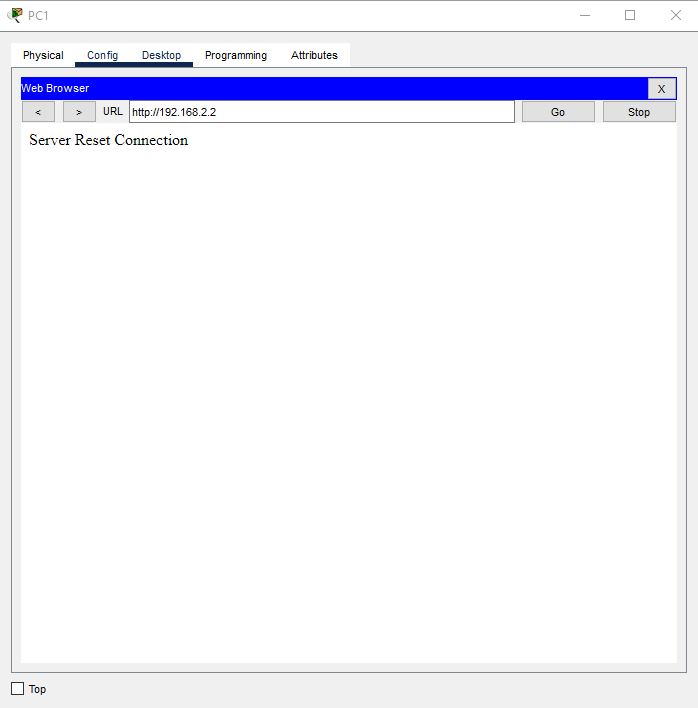 PC1
Physical Config Desktop Programming Attributes
Web Browser X
< > URL http://192.168.2.2 Go Stop
Server Reset Connection
Top